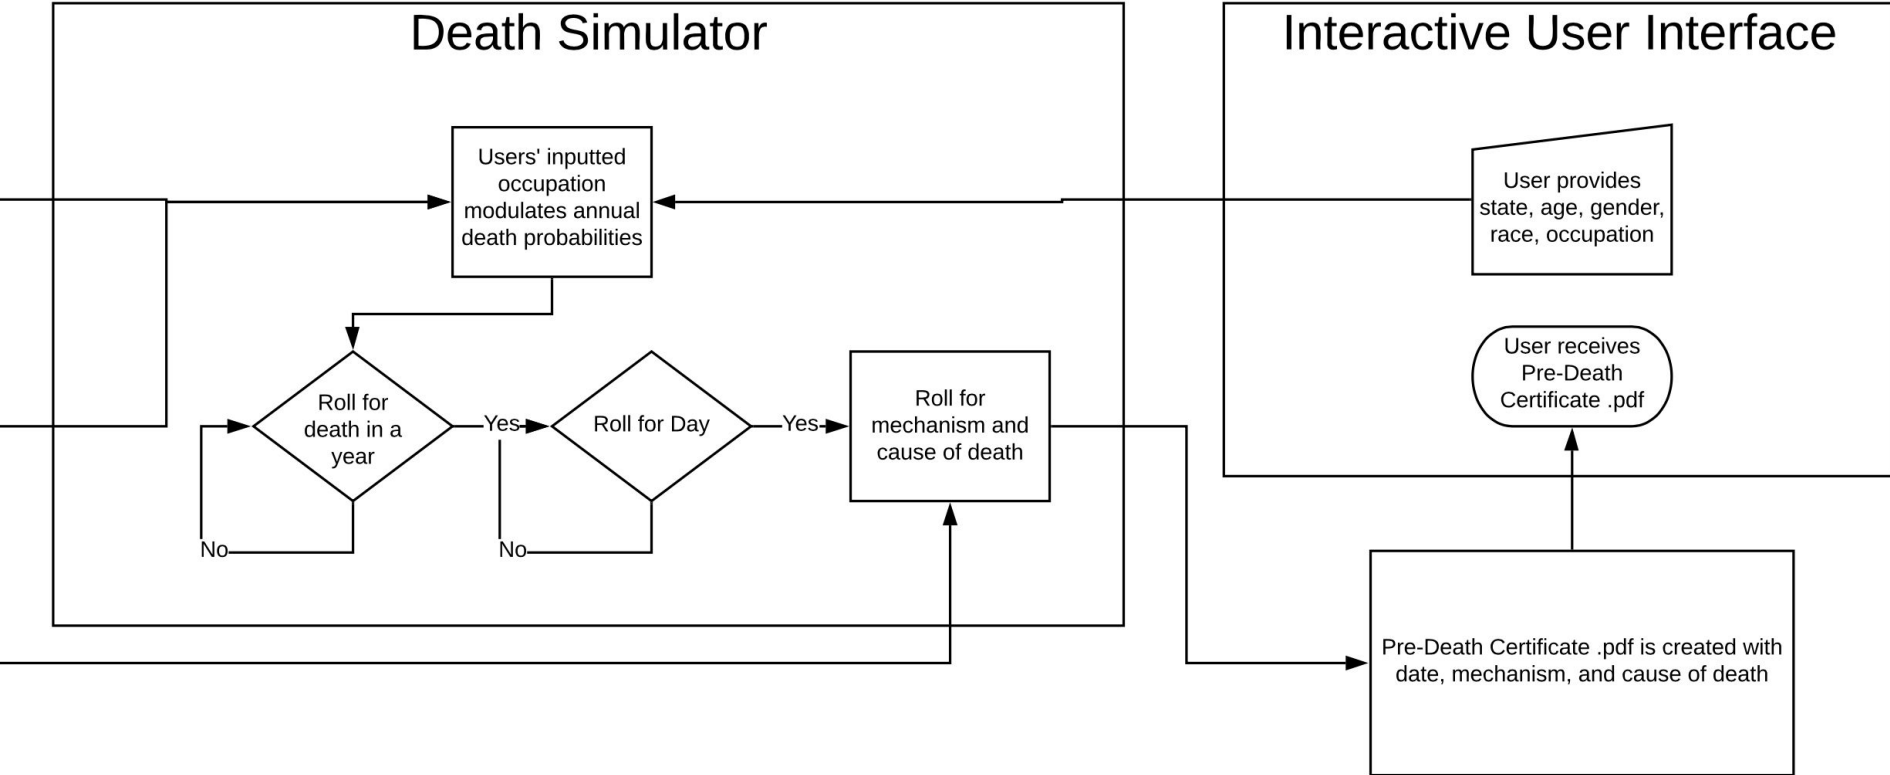 Death Simulator
Interactive User Interface
Users' inputted
occupation
modulates annual
death probabilities
User provides
state, age, gender,
race, occupation
User receives
Pre-Death
Certificate .pdf
Roll for
death in a
year
Yes
Roll for Day
Yes
Roll for
mechanism and
cause of death
No
No
Pre-Death Certificate .pdf is created with
date, mechanism, and cause of death